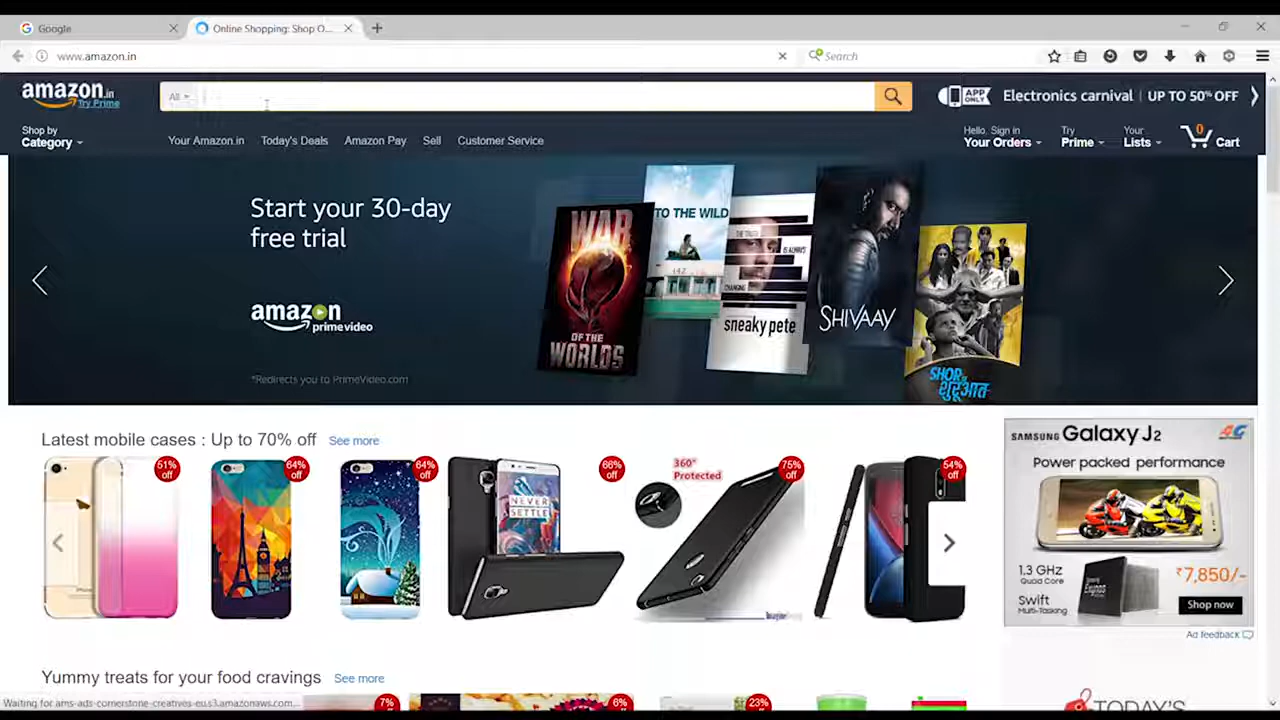 Google
Online Shopping: Shop O...
www.amazon.in
Search
amazon.in
Try Prime
All
APP ONLY
Electronics carnival | UP TO 50% OFF
Shop by
Category
Your Amazon.in
Today's Deals
Amazon Pay
Sell
Customer Service
Hello. Sign in
Your Orders
Try
Prime
Your
Lists
0
Cart
Start your 30-day
free trial
amazon
prime video
*Redirects you to PrimeVideo.com
WAR
OF THE
WORLDS
TO THE WILD
THE TRUTH
IS ALWAYS
CHANGING
sneaky pete
SHIVAAY
SHOR
शुरुआत
Latest mobile cases : Up to 70% off
See more
51% off
64% off
64% off
66% off
NEVER
SETTLE
360°
Protected
75% off
54% off
SAMSUNG Galaxy J2
4G
Power packed performance
1.3 GHz
Quad Core
Swift
Multi-Tasking
₹7,850/-
Shop now
Ad feedback
Yummy treats for your food cravings
See more
Waiting for ams-ads-cornerstone-creatives-eu.s3.amazonaws.com...
7%
6%
23%
TODAY'S